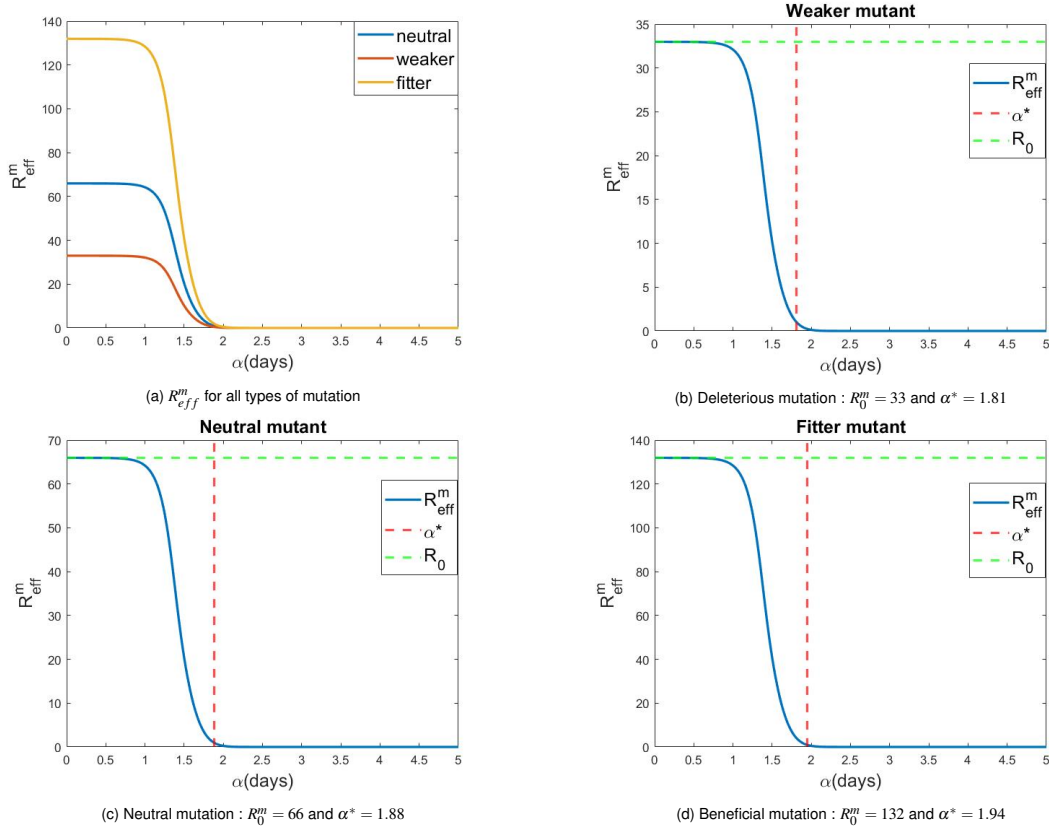 140
120
100
80
60
40
20
0
R^m_eff
0 0.5 1 1.5 2 2.5 3 3.5 4 4.5 5
α(days)
neutral
weaker
fitter
(a) R^m_eff for all types of mutation
Weaker mutant
35
30
25
20
15
10
5
0
R^m_eff
0 0.5 1 1.5 2 2.5 3 3.5 4 4.5 5
α(days)
R^m_eff
α*
R_0
(b) Deleterious mutation : R^m_0 = 33 and α* = 1.81
Neutral mutant
70
60
50
40
30
20
10
0
R^m_eff
0 0.5 1 1.5 2 2.5 3 3.5 4 4.5 5
α(days)
R^m_eff
α*
R_0
(c) Neutral mutation : R^m_0 = 66 and α* = 1.88
Fitter mutant
140
120
100
80
60
40
20
0
R^m_eff
0 0.5 1 1.5 2 2.5 3 3.5 4 4.5 5
α(days)
R^m_eff
α*
R_0
(d) Beneficial mutation : R^m_0 = 132 and α* = 1.94